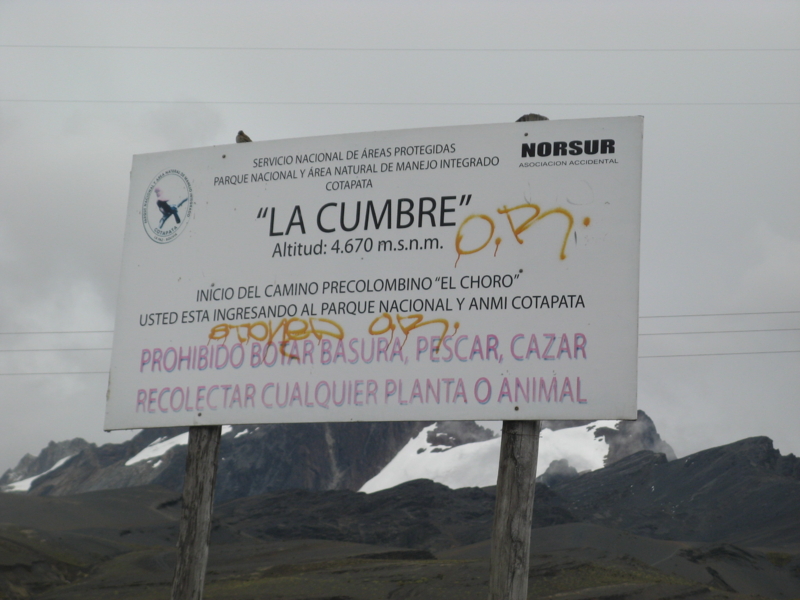 SERVICIO NACIONAL DE ÁREAS PROTEGIDAS
PARQUE NACIONAL Y ÁREA NATURAL DE MANEJO INTEGRADO
COTAPATA
NORSUR
ASOCIACION ACCIDENTAL
COTAPATA
"LA CUMBRE"
O.R.
Altitud: 4.670 m.s.n.m.
INICIO DEL CAMINO PRECOLOMBINO "EL CHORO"
USTED ESTA INGRESANDO AL PARQUE NACIONAL Y ANMI COTAPATA
O.R.
PROHIBIDO BOTAR BASURA, PESCAR, CAZAR
RECOLECTAR CUALQUIER PLANTA O ANIMAL